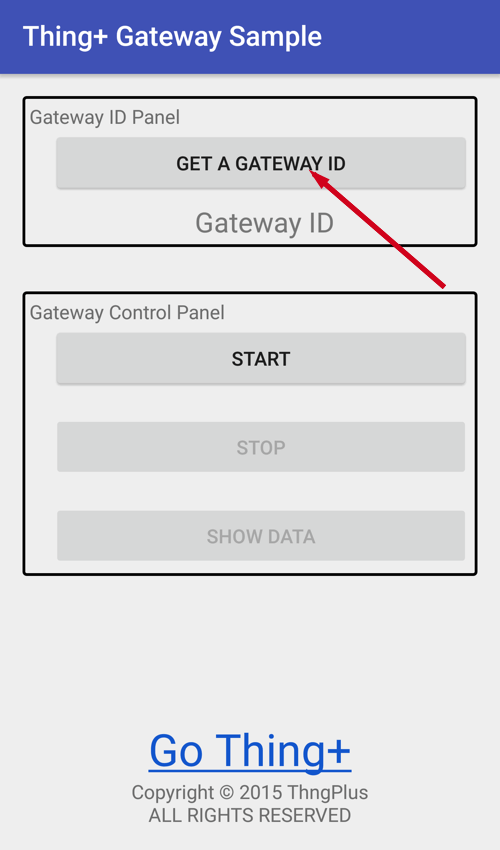 Thing+ Gateway Sample
Gateway ID Panel
GET A GATEWAY ID
Gateway ID
Gateway Control Panel
START
STOP
SHOW DATA
Go Thing+
Copyright © 2015 ThngPlus
ALL RIGHTS RESERVED